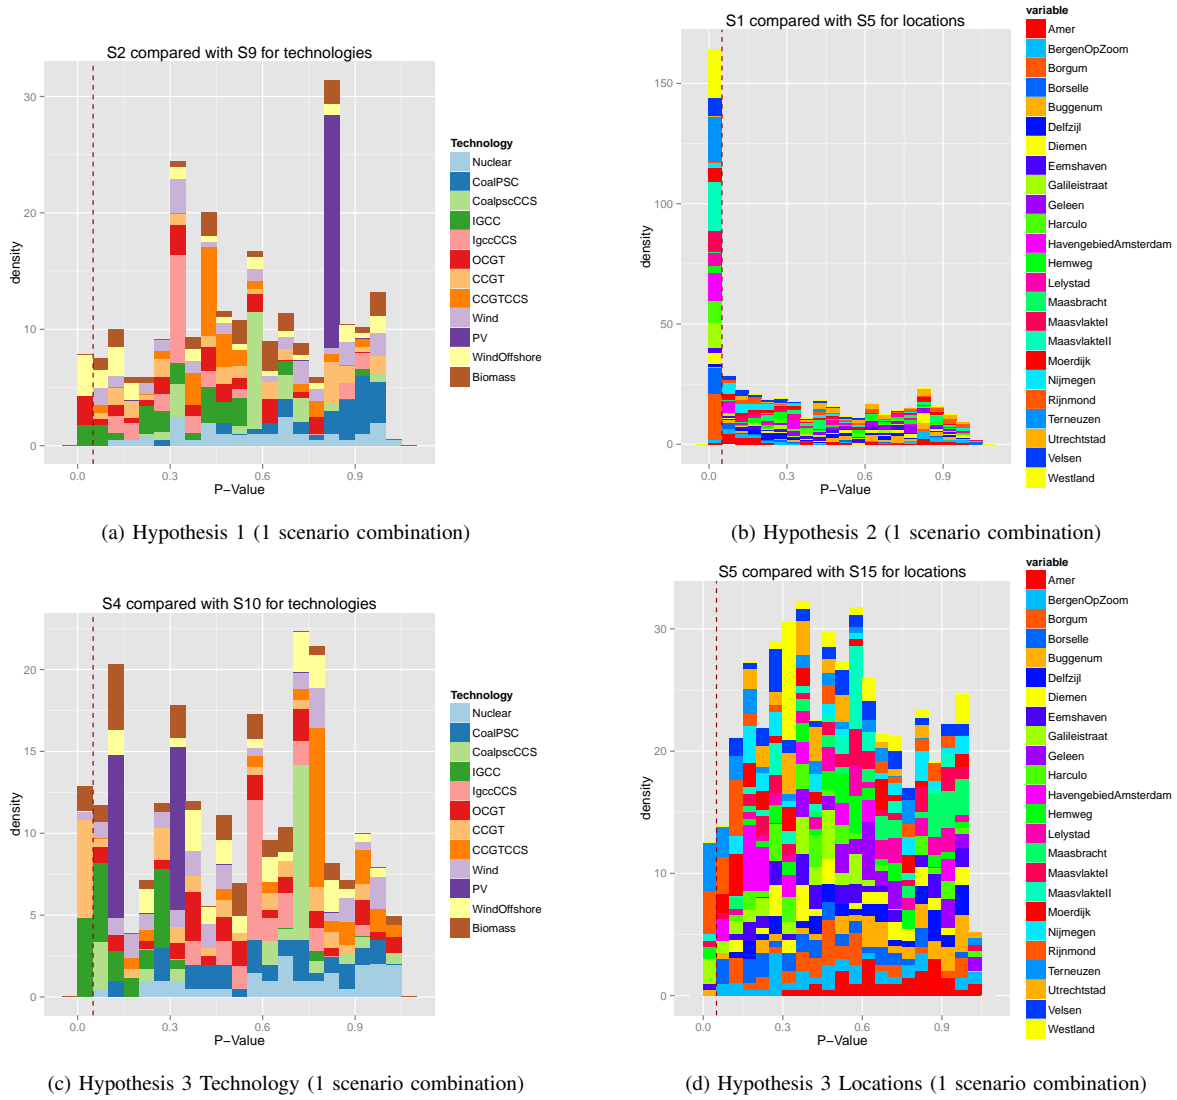 S2 compared with S9 for technologies
30
20
10
0
density
0.0
0.3
0.6
0.9
P−Value
Technology
Nuclear
CoalPSC
CoalpscCCS
IGCC
IgccCCS
OCGT
CCGT
CCGTCCS
Wind
PV
WindOffshore
Biomass
(a) Hypothesis 1 (1 scenario combination)
S1 compared with S5 for locations
150
100
50
0
density
0.0
0.3
0.6
0.9
P−Value
variable
Amer
BergenOpZoom
Borgum
Borselle
Buggenum
Delfzijl
Diemen
Eemshaven
Galileistraat
Geleen
Harculo
HavengebiedAmsterdam
Hemweg
Lelystad
Maasbracht
MaasvlakteI
MaasvlakteII
Moerdijk
Nijmegen
Rijnmond
Terneuzen
Utrechtstad
Velsen
Westland
(b) Hypothesis 2 (1 scenario combination)
S4 compared with S10 for technologies
20
15
10
5
0
density
0.0
0.3
0.6
0.9
P−Value
Technology
Nuclear
CoalPSC
CoalpscCCS
IGCC
IgccCCS
OCGT
CCGT
CCGTCCS
Wind
PV
WindOffshore
Biomass
(c) Hypothesis 3 Technology (1 scenario combination)
S5 compared with S15 for locations
30
20
10
0
density
0.0
0.3
0.6
0.9
P−Value
variable
Amer
BergenOpZoom
Borgum
Borselle
Buggenum
Delfzijl
Diemen
Eemshaven
Galileistraat
Geleen
Harculo
HavengebiedAmsterdam
Hemweg
Lelystad
Maasbracht
MaasvlakteI
MaasvlakteII
Moerdijk
Nijmegen
Rijnmond
Terneuzen
Utrechtstad
Velsen
Westland
(d) Hypothesis 3 Locations (1 scenario combination)